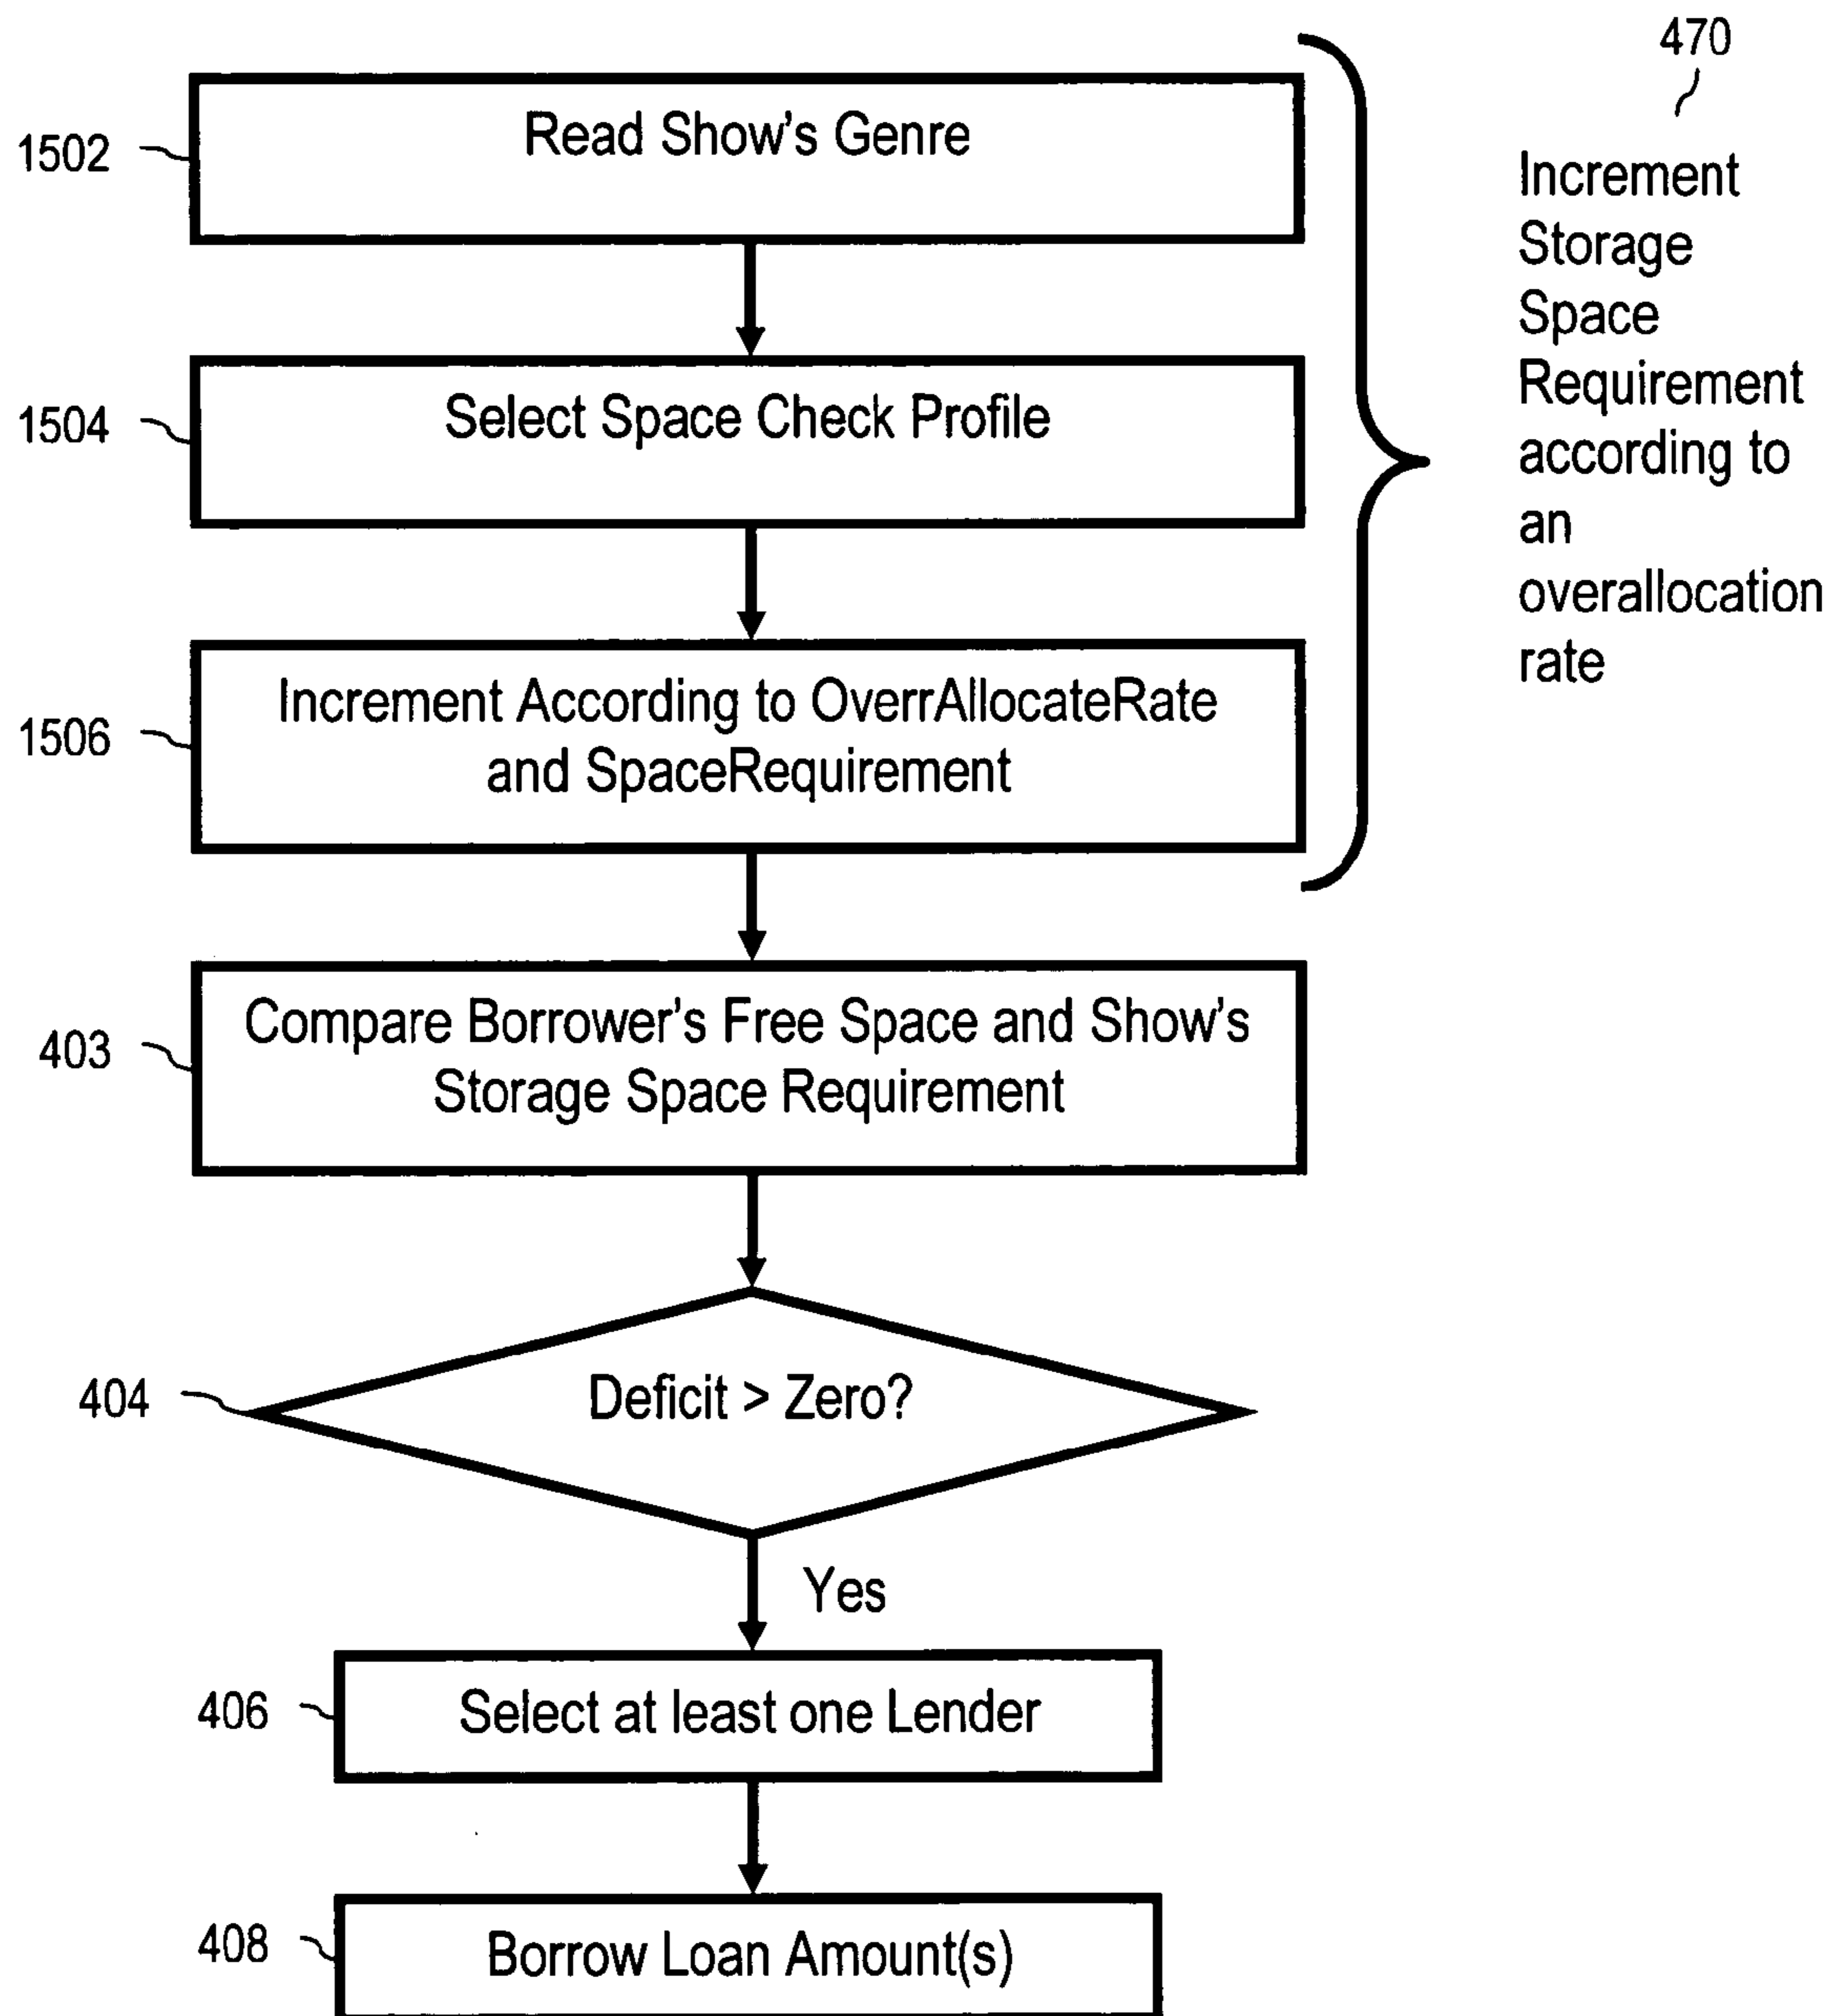 470
1502
Read Show's Genre
Increment
Storage
Space
Requirement
according to
an
overallocation
rate
1504
Select Space Check Profile
1506
Increment According to OverrAllocateRate
and SpaceRequirement
403
Compare Borrower's Free Space and Show's
Storage Space Requirement
404
Deficit > Zero?
Yes
406
Select at least one Lender
408
Borrow Loan Amount(s)